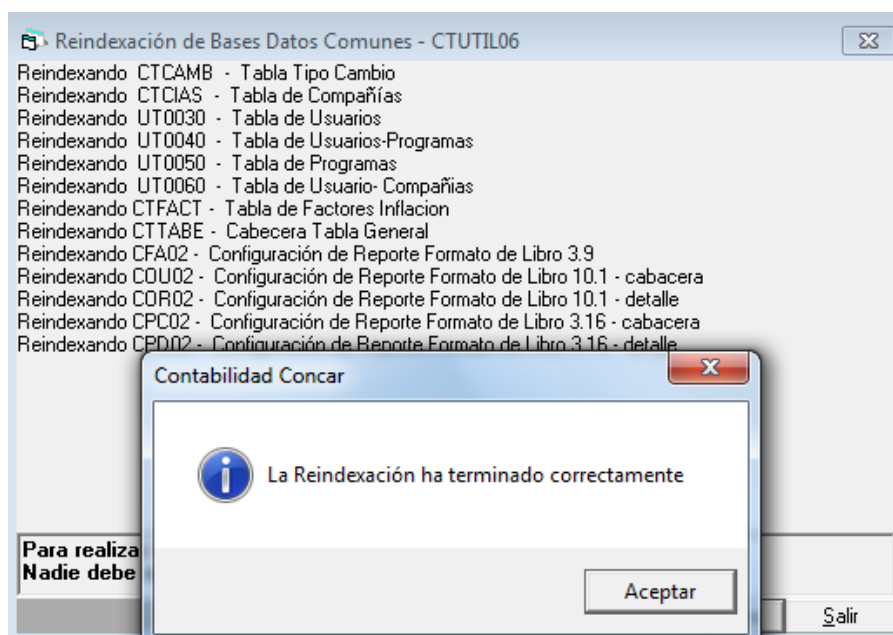 Reindexación de Bases Datos Comunes - CTUTIL06
Reindexando CTCAMB - Tabla Tipo Cambio
Reindexando CTCIAS - Tabla de Compañías
Reindexando UT0030 - Tabla de Usuarios
Reindexando UT0040 - Tabla de Usuarios-Programas
Reindexando UT0050 - Tabla de Programas
Reindexando UT0060 - Tabla de Usuario- Compañias
Reindexando CTFACT - Tabla de Factores Inflacion
Reindexando CTTABE - Cabecera Tabla General
Reindexando CFA02 - Configuración de Reporte Formato de Libro 3.9
Reindexando COU02 - Configuración de Reporte Formato de Libro 10.1 - cabacera
Reindexando COR02 - Configuración de Reporte Formato de Libro 10.1 - detalle
Reindexando CPC02 - Configuración de Reporte Formato de Libro 3.16 - cabacera
Reindexando CPD02 - Configuración de Reporte Formato de Libro 3.16 - detalle
Contabilidad Concar
La Reindexación ha terminado correctamente
Para realiza
Nadie debe
Aceptar
Salir